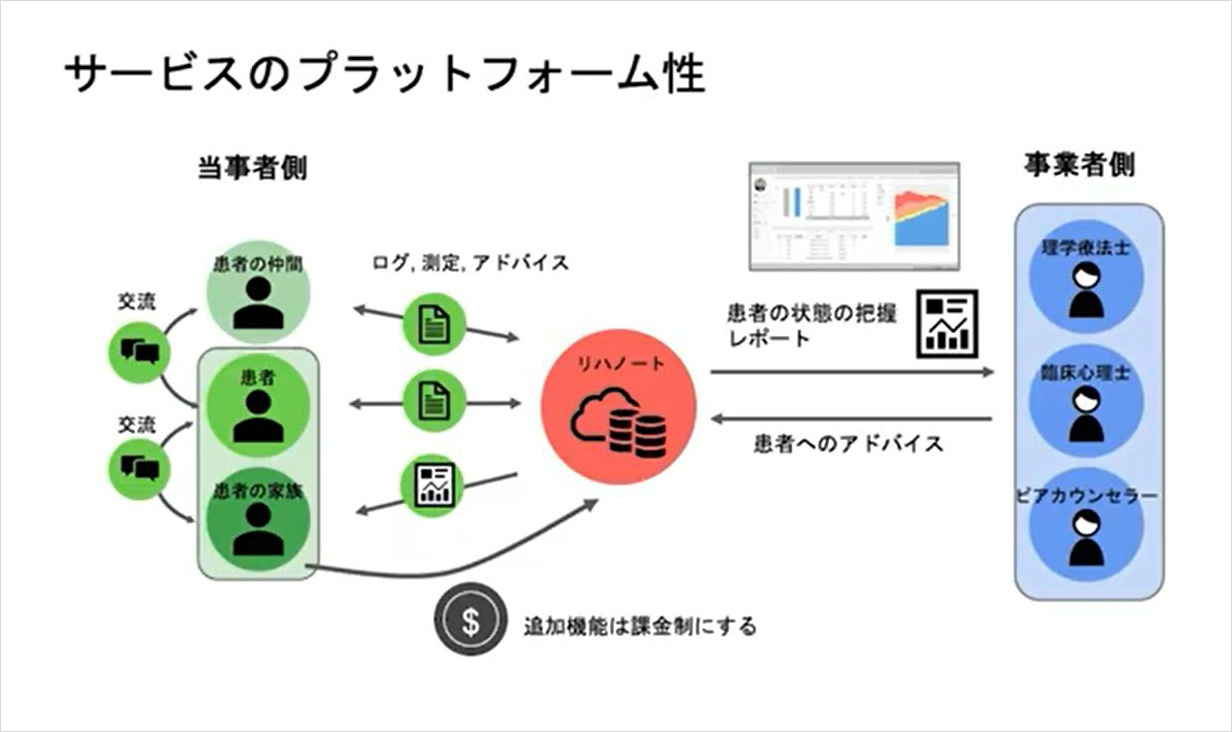 サービスのプラットフォーム性
当事者側
事業者側
患者の仲間
ログ, 測定, アドバイス
理学療法士
交流
患者の状態の把握
レポート
リハノート
患者
臨床心理士
交流
患者へのアドバイス
患者の家族
ピアカウンセラー
$
追加機能は課金制にする